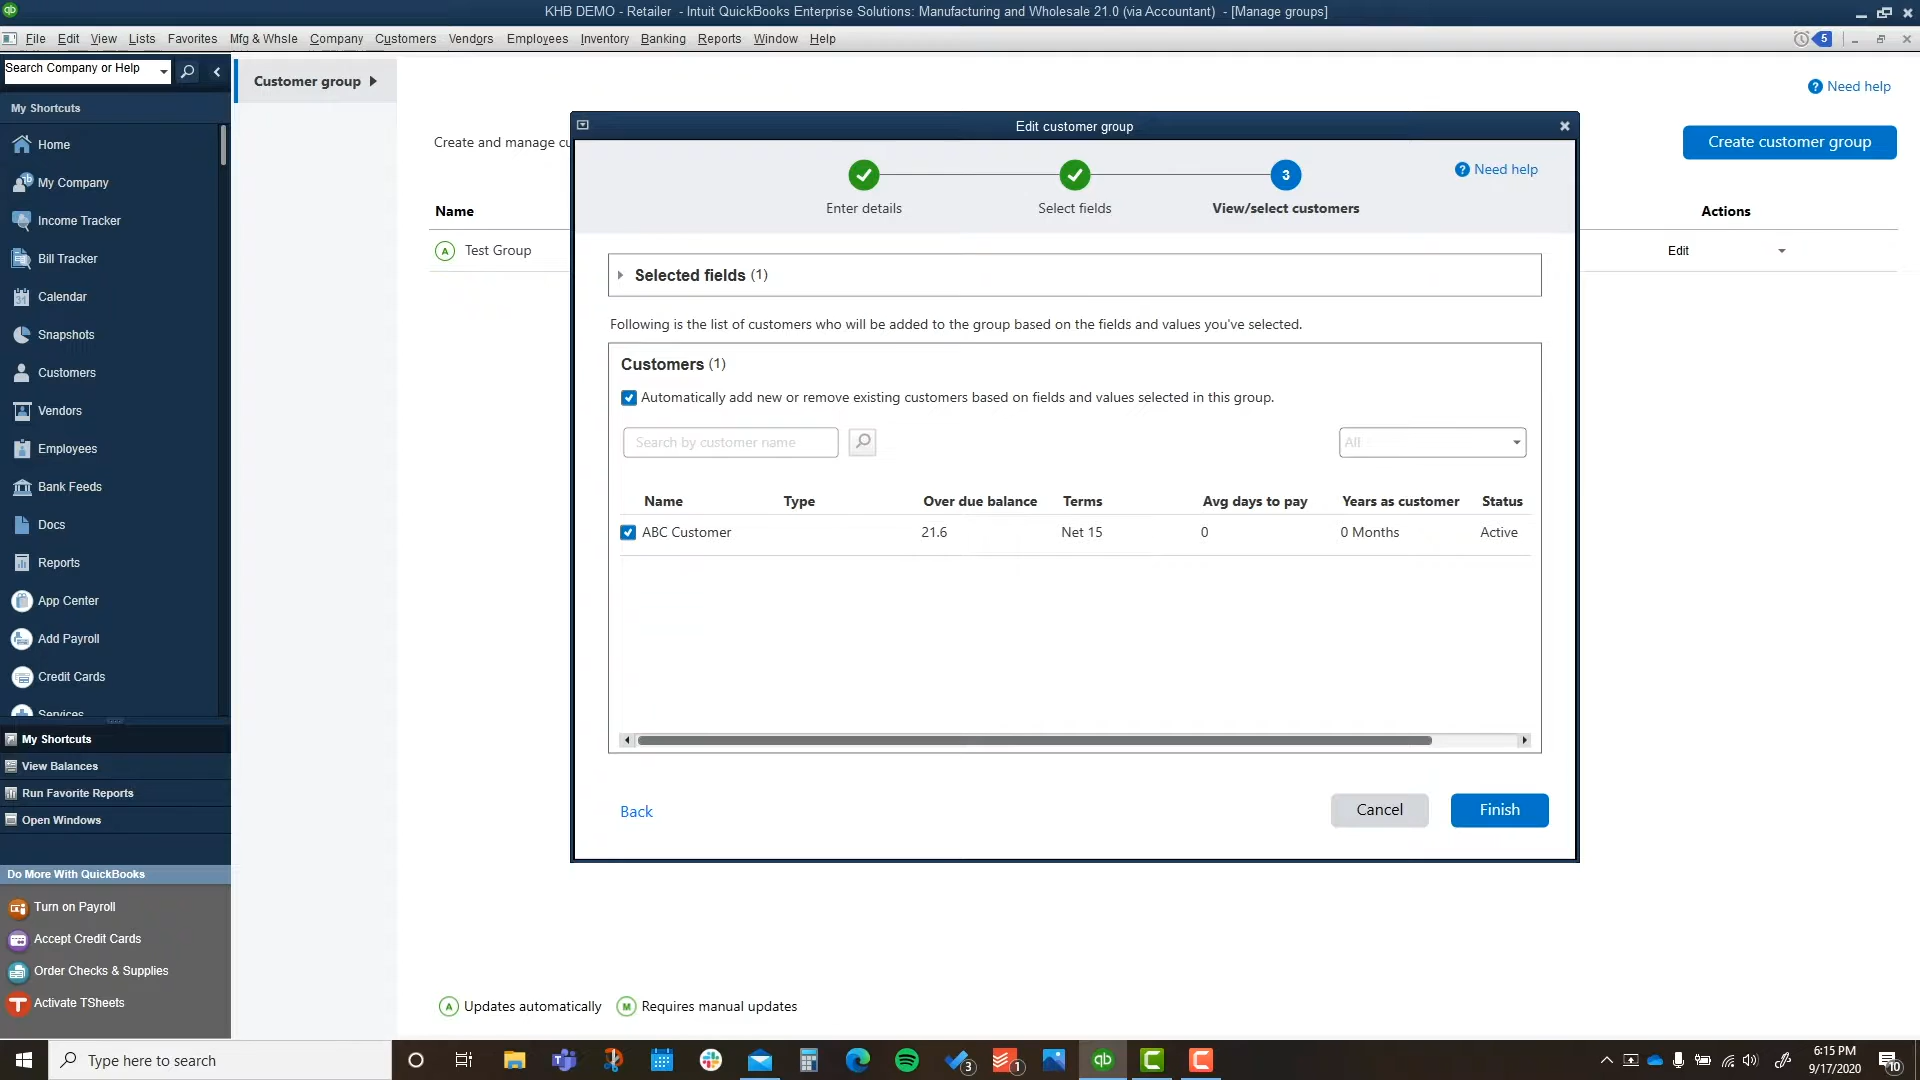 KHB DEMO - Retailer - Intuit QuickBooks Enterprise Solutions: Manufacturing and Wholesale 21.0 (via Accountant) - [Manage groups]
File Edit View Lists Favorites Mfg & Whsle Company Customers Vendors Employees Inventory Banking Reports Window Help
5
Search Company or Help
My Shortcuts
Home
My Company
Income Tracker
Bill Tracker
Calendar
Snapshots
Customers
Vendors
Employees
Bank Feeds
Docs
Reports
App Center
Add Payroll
Credit Cards
Services
My Shortcuts
View Balances
Run Favorite Reports
Open Windows
Do More With QuickBooks
Turn on Payroll
Accept Credit Cards
Order Checks & Supplies
Activate TSheets
Customer group
Need help
Create and manage cu
Create customer group
Name
Actions
A Test Group
Edit
Edit customer group
Need help
3
Enter details
Select fields
View/select customers
Selected fields (1)
Following is the list of customers who will be added to the group based on the fields and values you've selected.
Customers (1)
Automatically add new or remove existing customers based on fields and values selected in this group.
Search by customer name
All
Name Type Over due balance Terms Avg days to pay Years as customer Status
ABC Customer 21.6 Net 15 0 0 Months Active
Back
Cancel
Finish
A Updates automatically M Requires manual updates
Type here to search
3
1
6:15 PM
9/17/2020
10